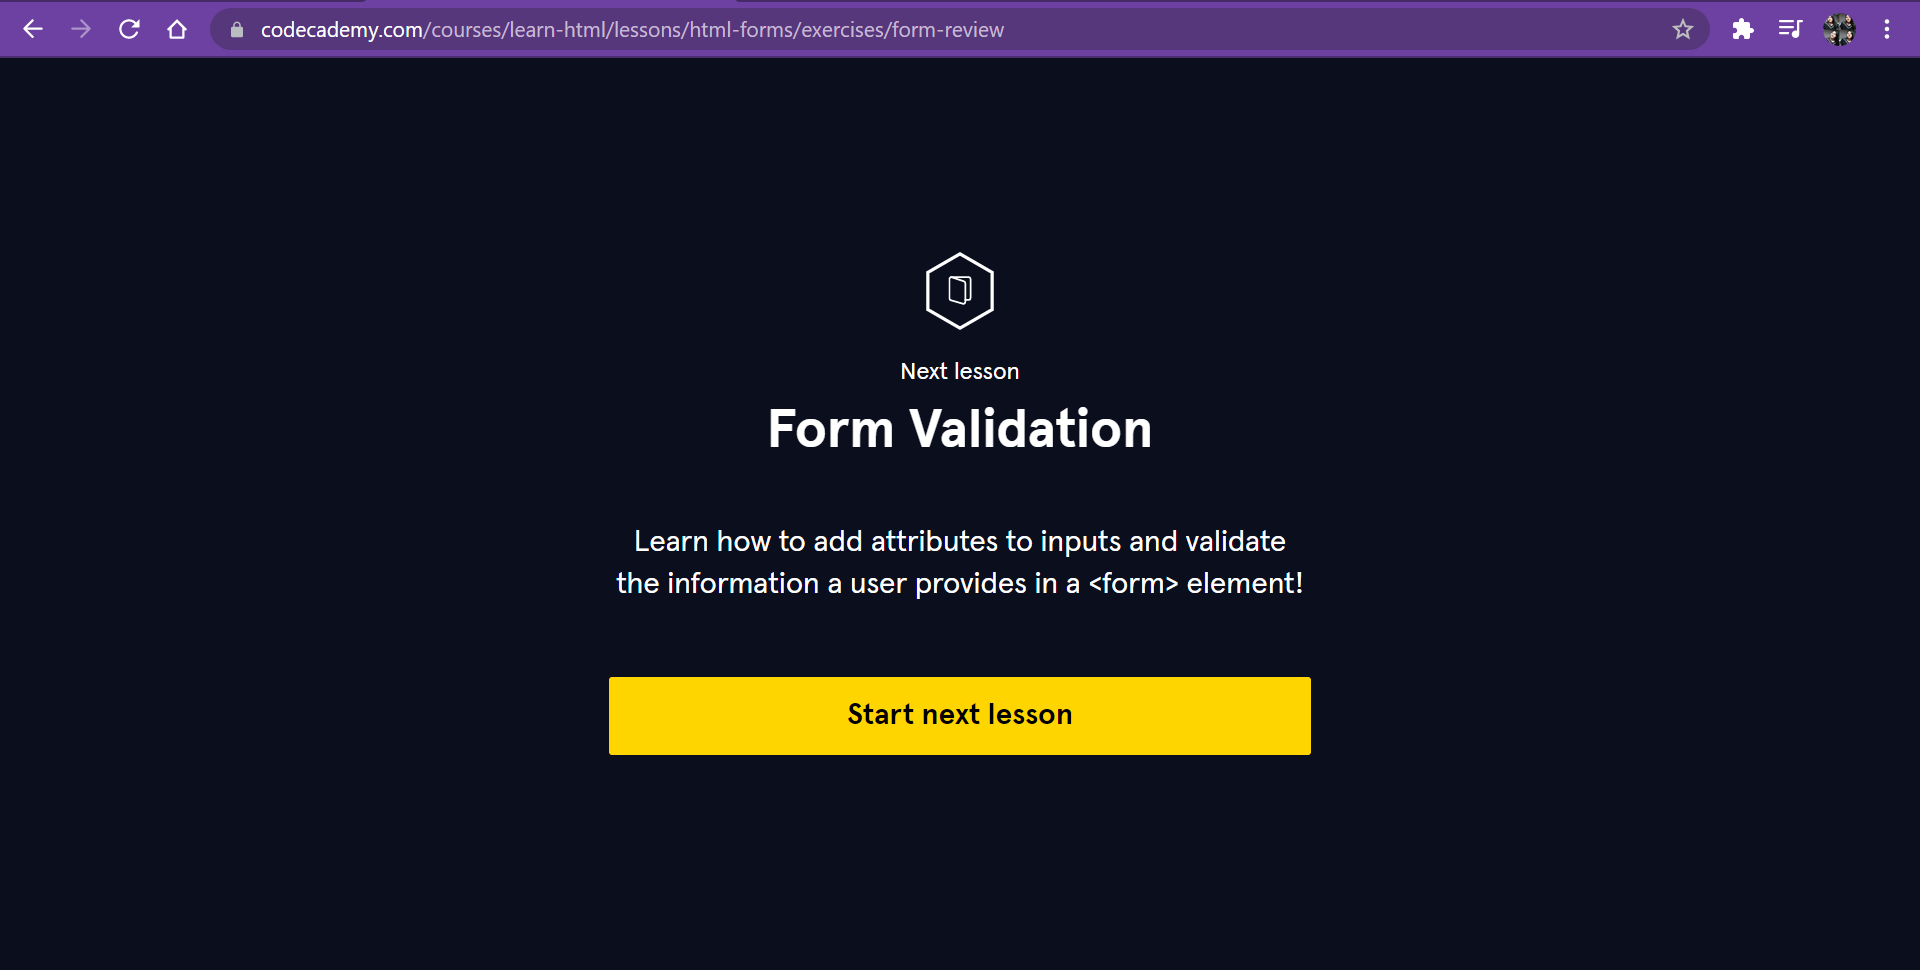 codecademy.com/courses/learn-html/lessons/html-forms/exercises/form-review
Next lesson
Form Validation
Learn how to add attributes to inputs and validate
the information a user provides in a <form> element!
Start next lesson